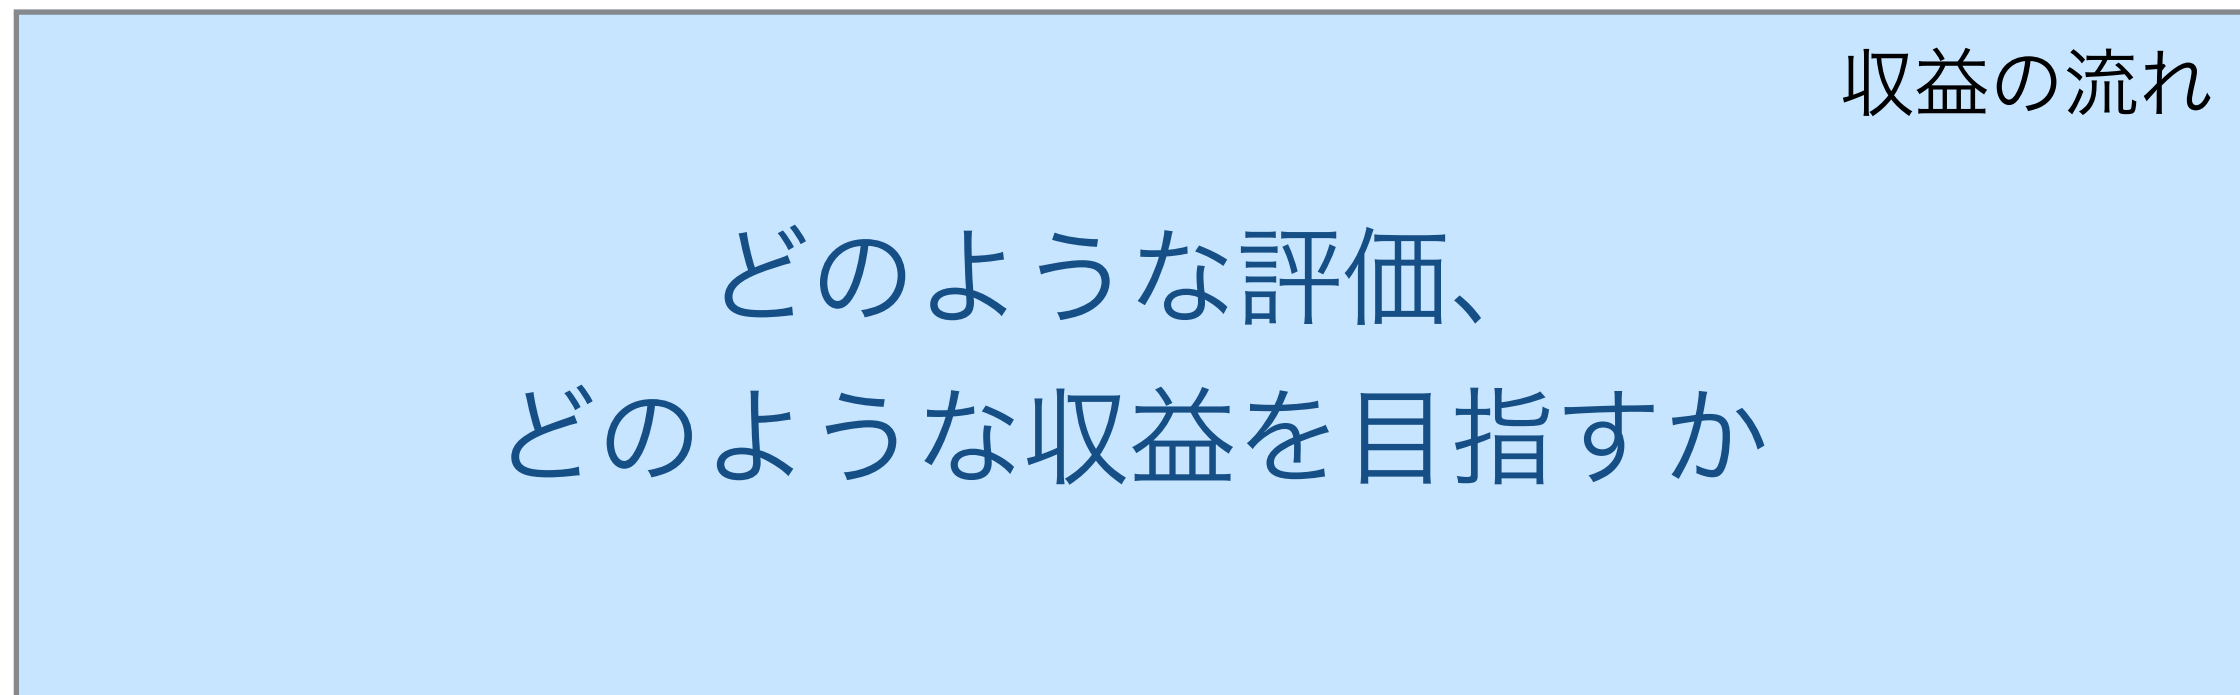 収益の流れ
どのような評価、
どのような収益を目指すか